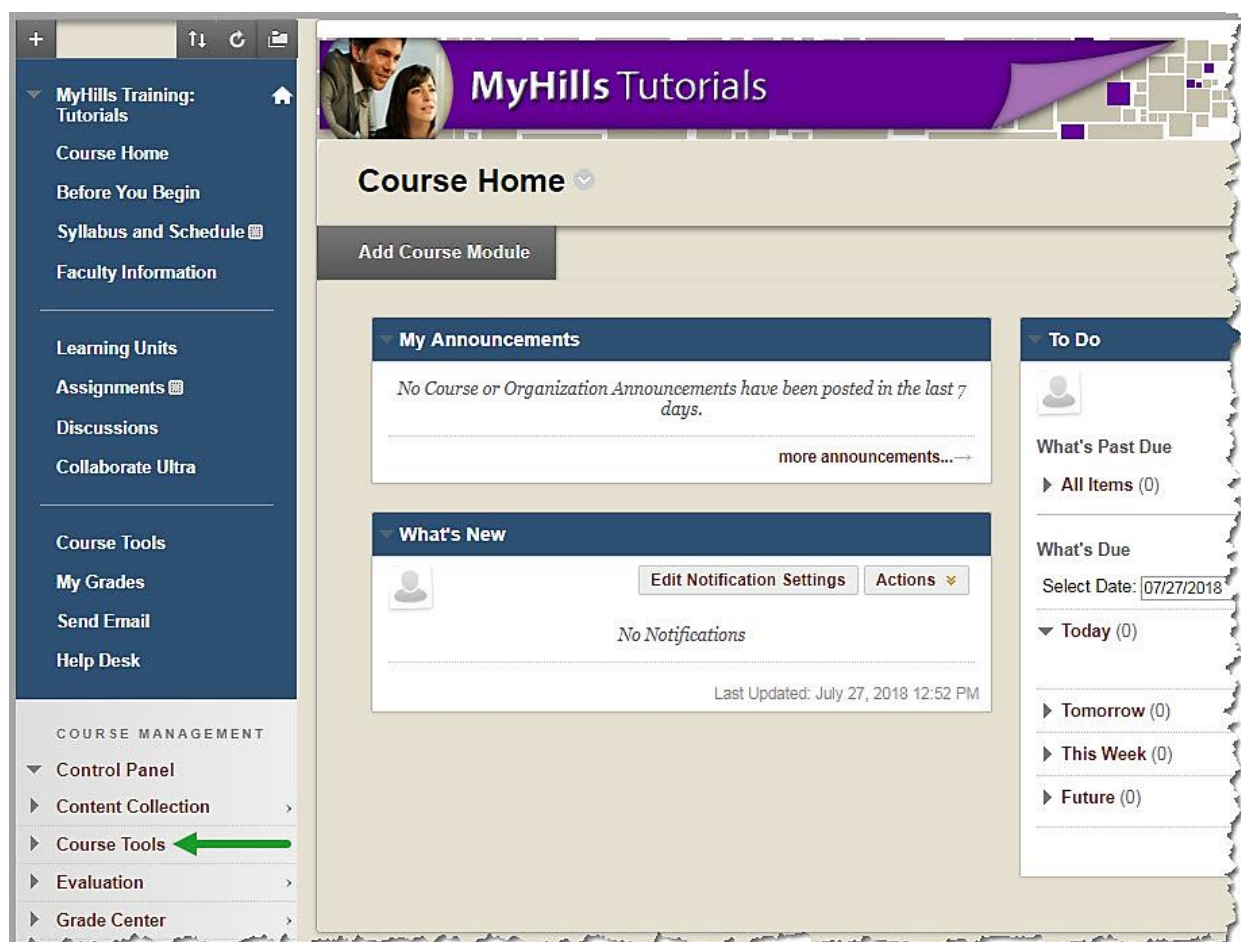 MyHills Training:
Tutorials
Course Home
Before You Begin
Syllabus and Schedule
Faculty Information
Learning Units
Assignments
Discussions
Collaborate Ultra
Course Tools
My Grades
Send Email
Help Desk
COURSE MANAGEMENT
Control Panel
Content Collection
Course Tools
Evaluation
Grade Center
MyHills Tutorials
Course Home
Add Course Module
My Announcements
No Course or Organization Announcements have been posted in the last 7
days.
more announcements...
What's New
Edit Notification Settings
Actions
No Notifications
Last Updated: July 27, 2018 12:52 PM
To Do
What's Past Due
All Items (0)
What's Due
Select Date: 07/27/2018
Today (0)
Tomorrow (0)
This Week (0)
Future (0)